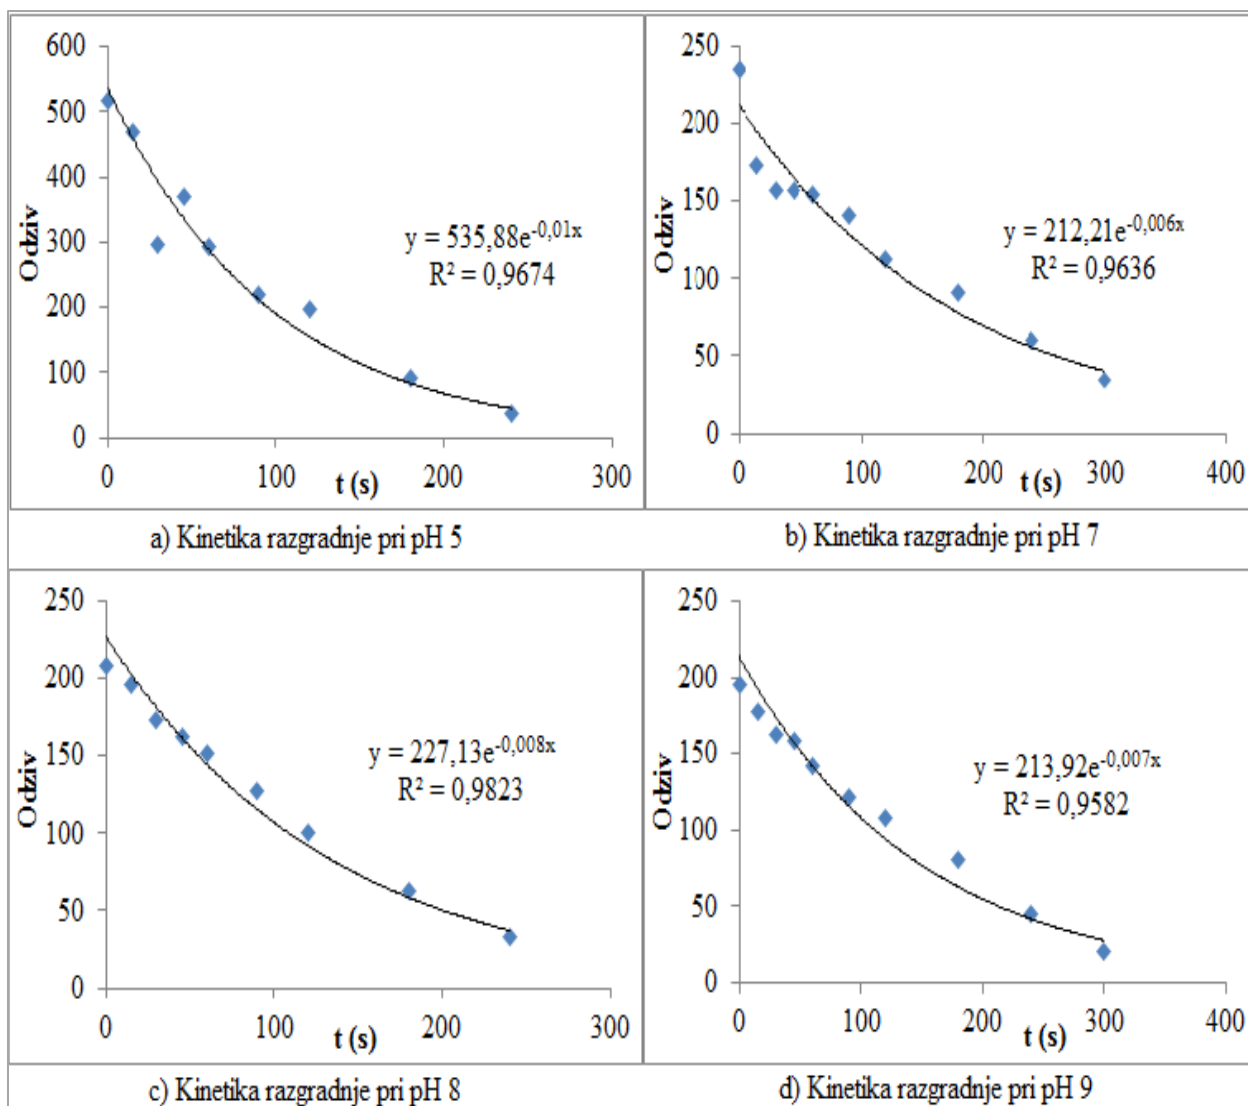 600
500
400
300
200
100
0
Odziv
y = 535,88e^-0,01x
R² = 0,9674
0 100 200 300
t (s)
a) Kinetika razgradnje pri pH 5
250
200
150
100
50
0
Odziv
y = 212,21e^-0,006x
R² = 0,9636
0 100 200 300 400
t (s)
b) Kinetika razgradnje pri pH 7
250
200
150
100
50
0
Odziv
y = 227,13e^-0,008x
R² = 0,9823
0 100 200 300
t (s)
c) Kinetika razgradnje pri pH 8
250
200
150
100
50
0
Odziv
y = 213,92e^-0,007x
R² = 0,9582
0 100 200 300 400
t (s)
d) Kinetika razgradnje pri pH 9